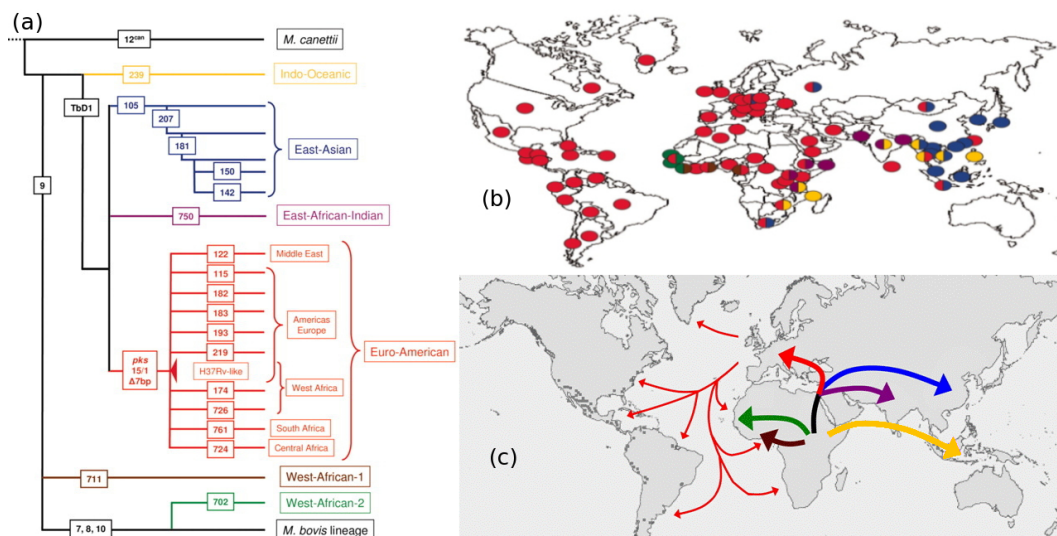 (a)
12can
M. canettii
239
Indo-Oceanic
TbD1
105
207
181
East-Asian
150
142
9
750
East-African-Indian
122
Middle East
115
182
183
Americas
Europe
193
219
Euro-American
pks
15/1
Δ7bp
H37Rv-like
174
West Africa
726
761
South Africa
724
Central Africa
711
West-African-1
702
West-African-2
7, 8, 10
M. bovis lineage
(b)
(c)